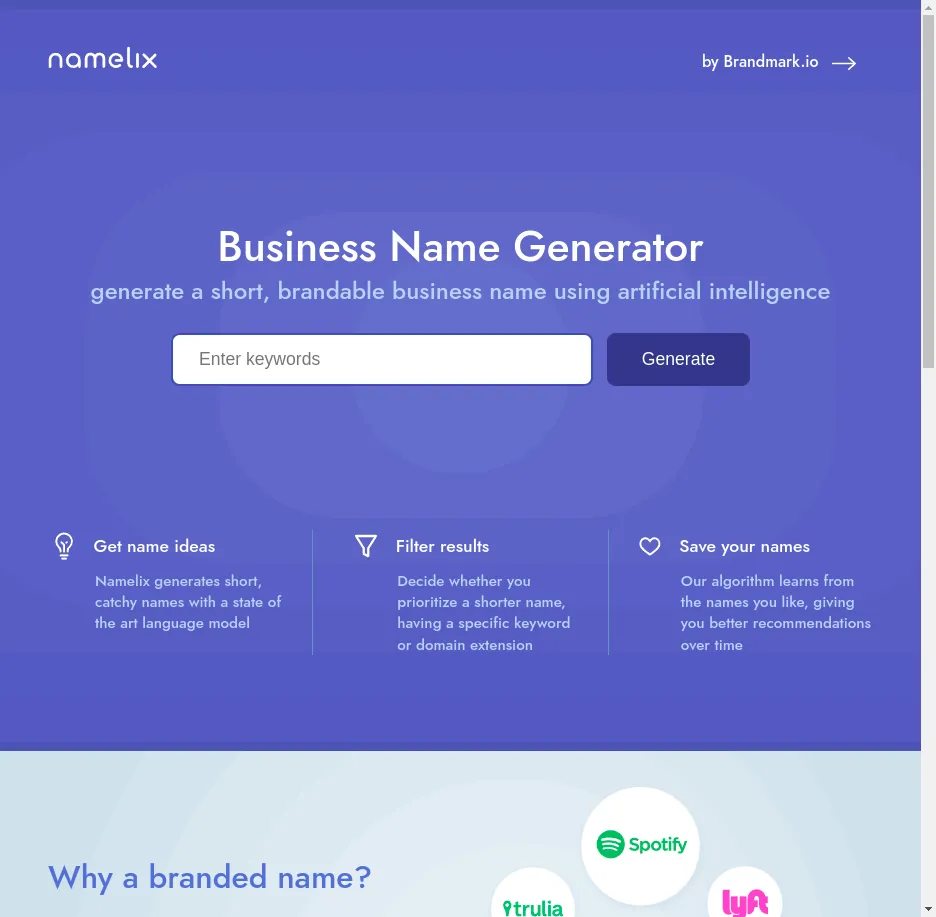 namelix
by Brandmark.io
Business Name Generator
generate a short, brandable business name using artificial intelligence
Enter keywords
Generate
Get name ideas
Namelix generates short,
catchy names with a state of
the art language model
Filter results
Decide whether you
prioritize a shorter name,
having a specific keyword
or domain extension
Save your names
Our algorithm learns from
the names you like, giving
you better recommendations
over time
Why a branded name?
Spotify
trulia
lyft